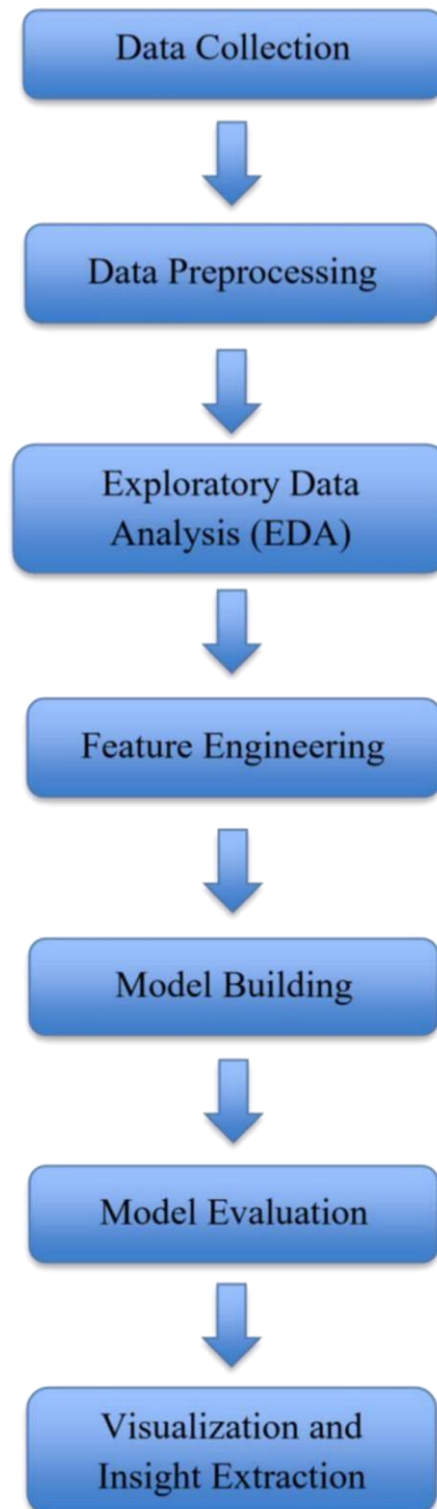 Data Collection
Data Preprocessing
Exploratory Data
Analysis (EDA)
Feature Engineering
Model Building
Model Evaluation
Visualization and
Insight Extraction